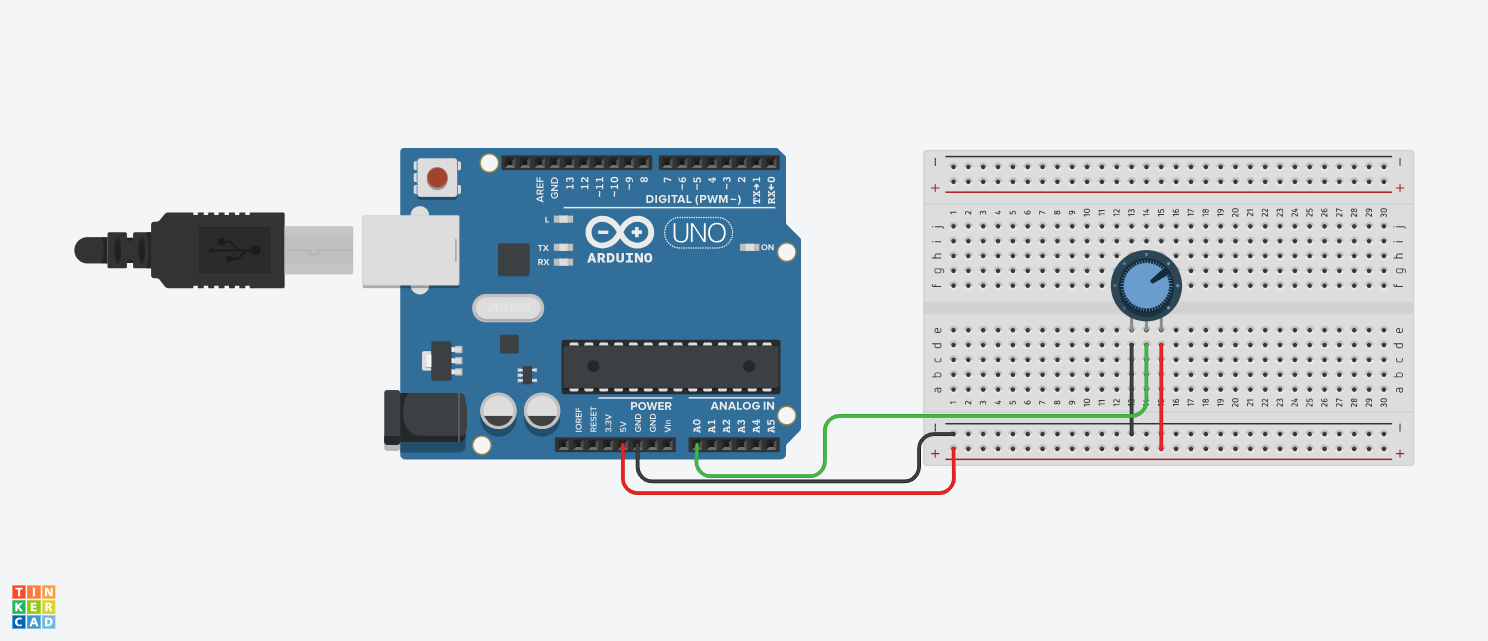 AREF
GND
13
12
~11
~10
~9
8
7
~6
~5
4
~3
2
TX→1
RX←0
DIGITAL (PWM~)
L
TX
RX
ARDUINO
UNO
ON
IOREF
RESET
3.3V
5V
GND
GND
Vin
POWER
ANALOG IN
A0
A1
A2
A3
A4
A5
− −
+ +
1 2 3 4 5 6 7 8 9 10 11 12 13 14 15 16 17 18 19 20 21 22 23 24 25 26 27 28 29 30
j j
i i
h h
g g
f f
e e
d d
c c
b b
a a
1 2 3 4 5 6 7 8 9 10 11 12 13 14 15 16 17 18 19 20 21 22 23 24 25 26 27 28 29 30
− −
+ +
TIN
KER
CAD